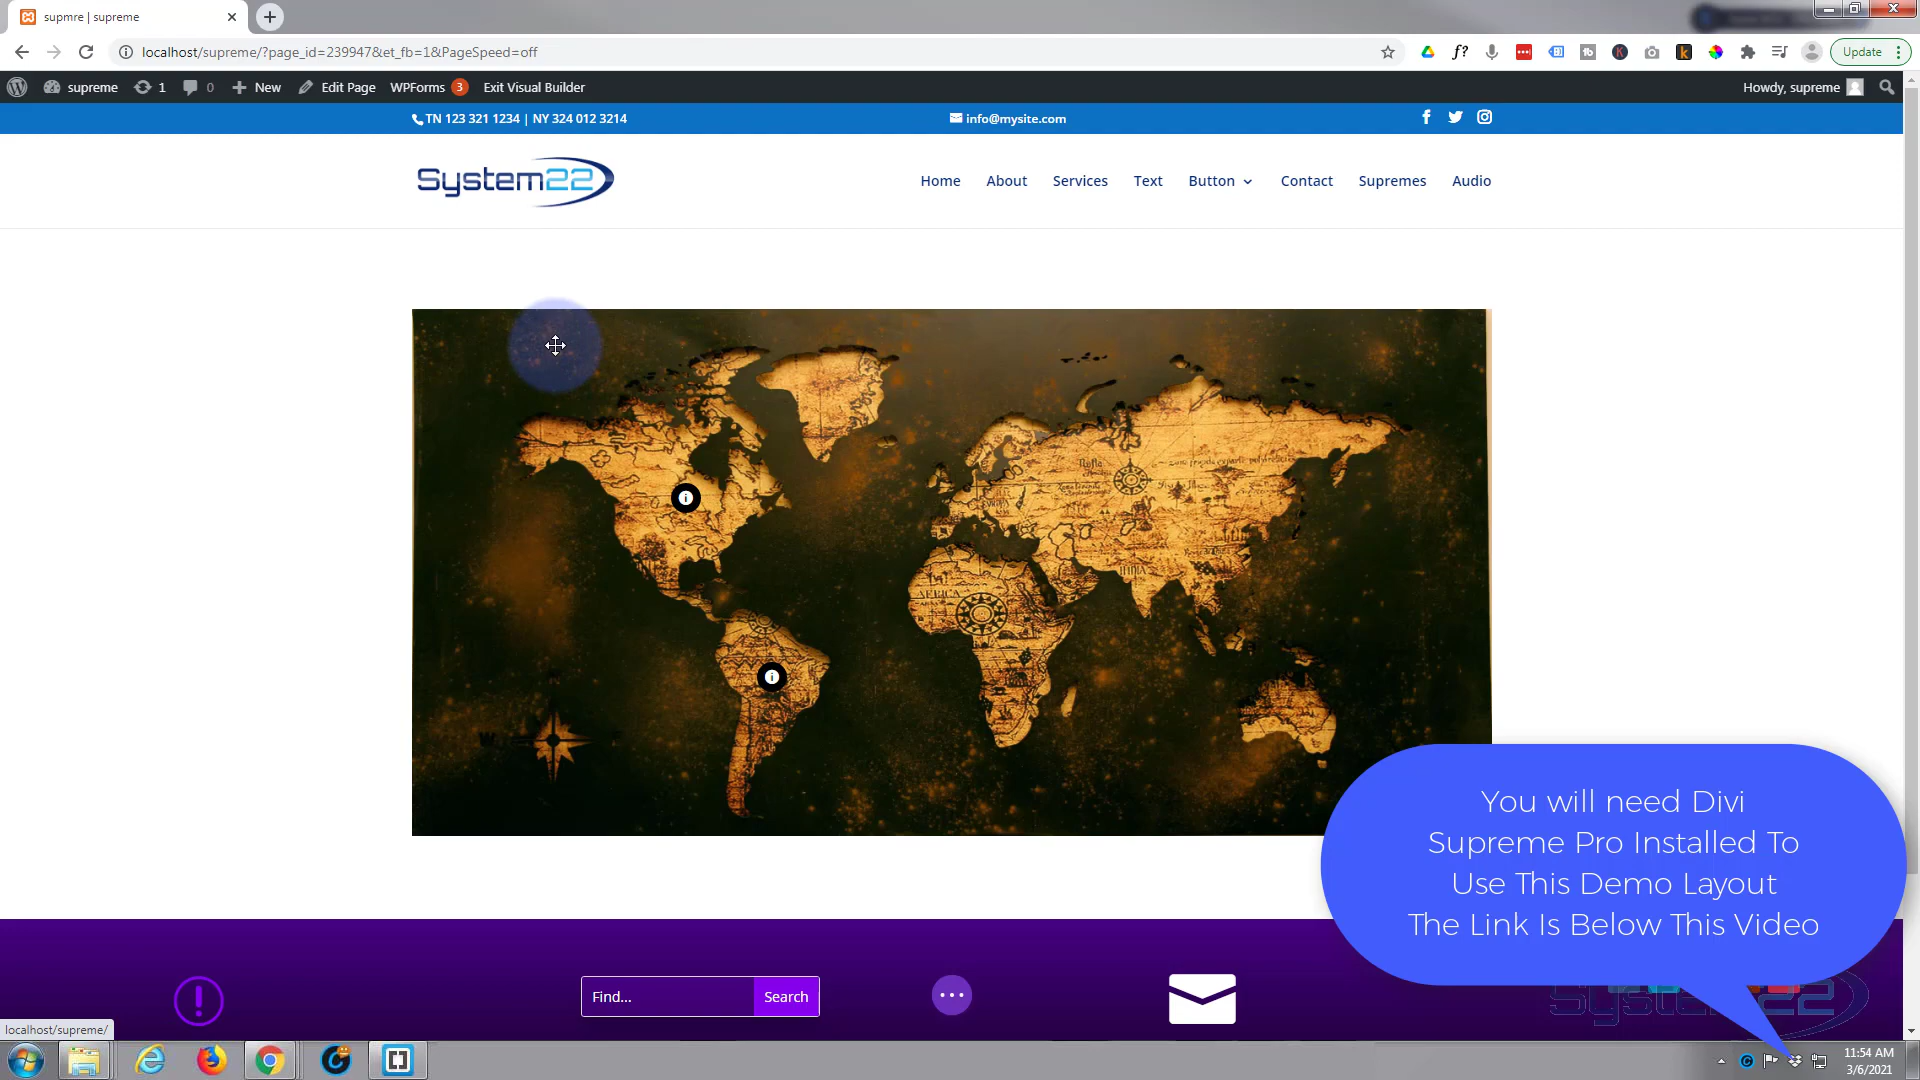 supmre | supreme
localhost/supreme/?page_id=239947&et_fb=1&PageSpeed=off
Update
supreme 1 0 New Edit Page WPForms 3 Exit Visual Builder
Howdy, supreme
TN 123 321 1234 | NY 324 012 3214
info@mysite.com
System22
Home About Services Text Button Contact Supremes Audio
AFRICA
INDIA
You will need Divi
Supreme Pro Installed To
Use This Demo Layout
The Link Is Below This Video
Find...
Search
System22
localhost/supreme/
11:54 AM
3/6/2021